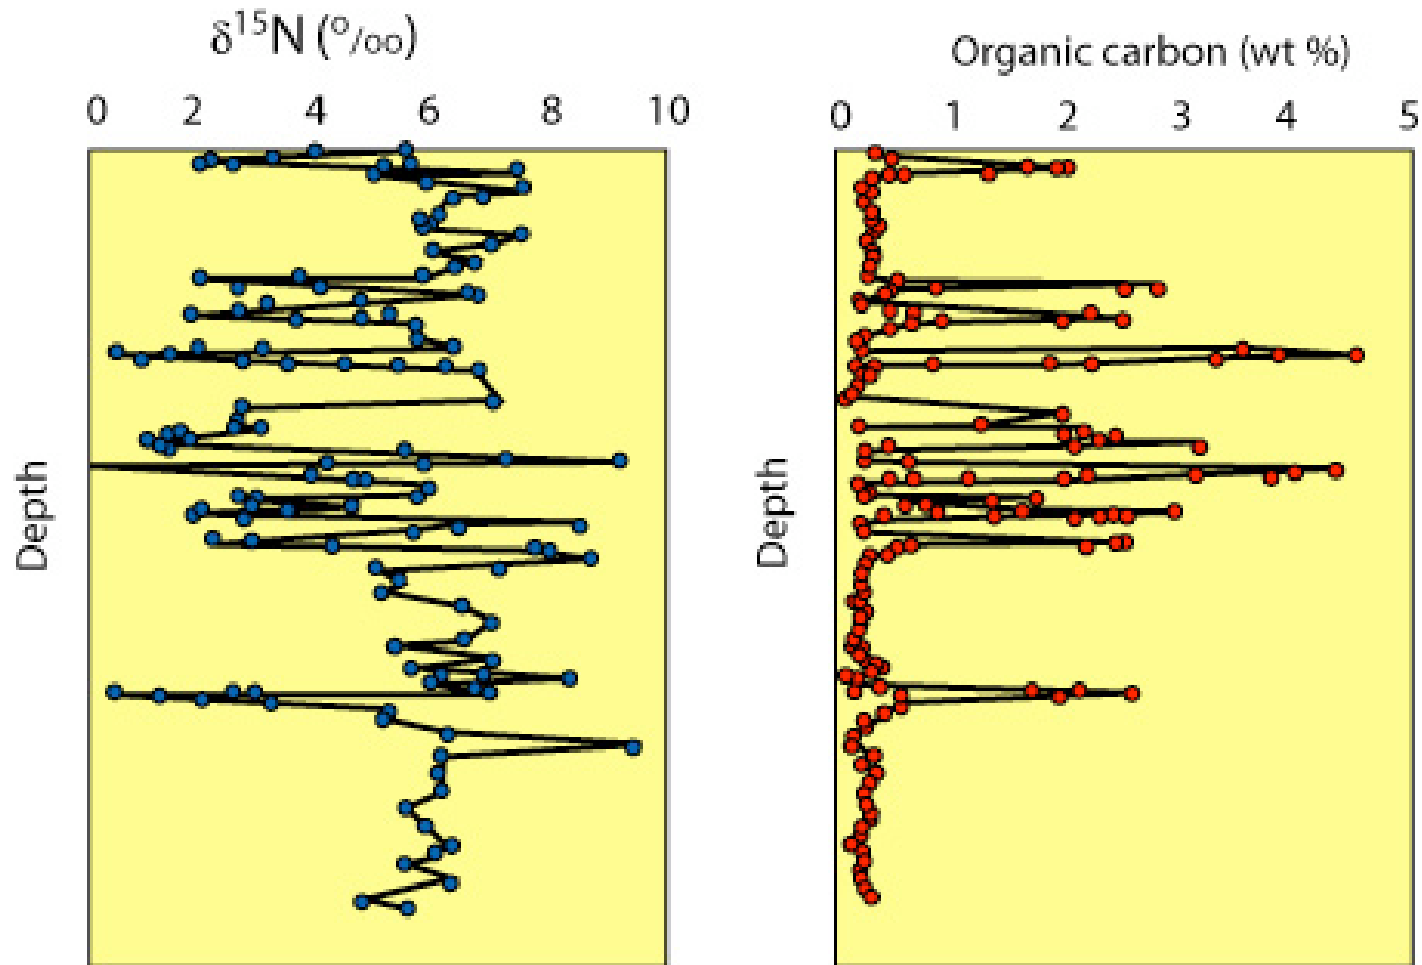 δ¹⁵N (º/oo)
0 2 4 6 8 10
Depth
Organic carbon (wt %)
0 1 2 3 4 5
Depth